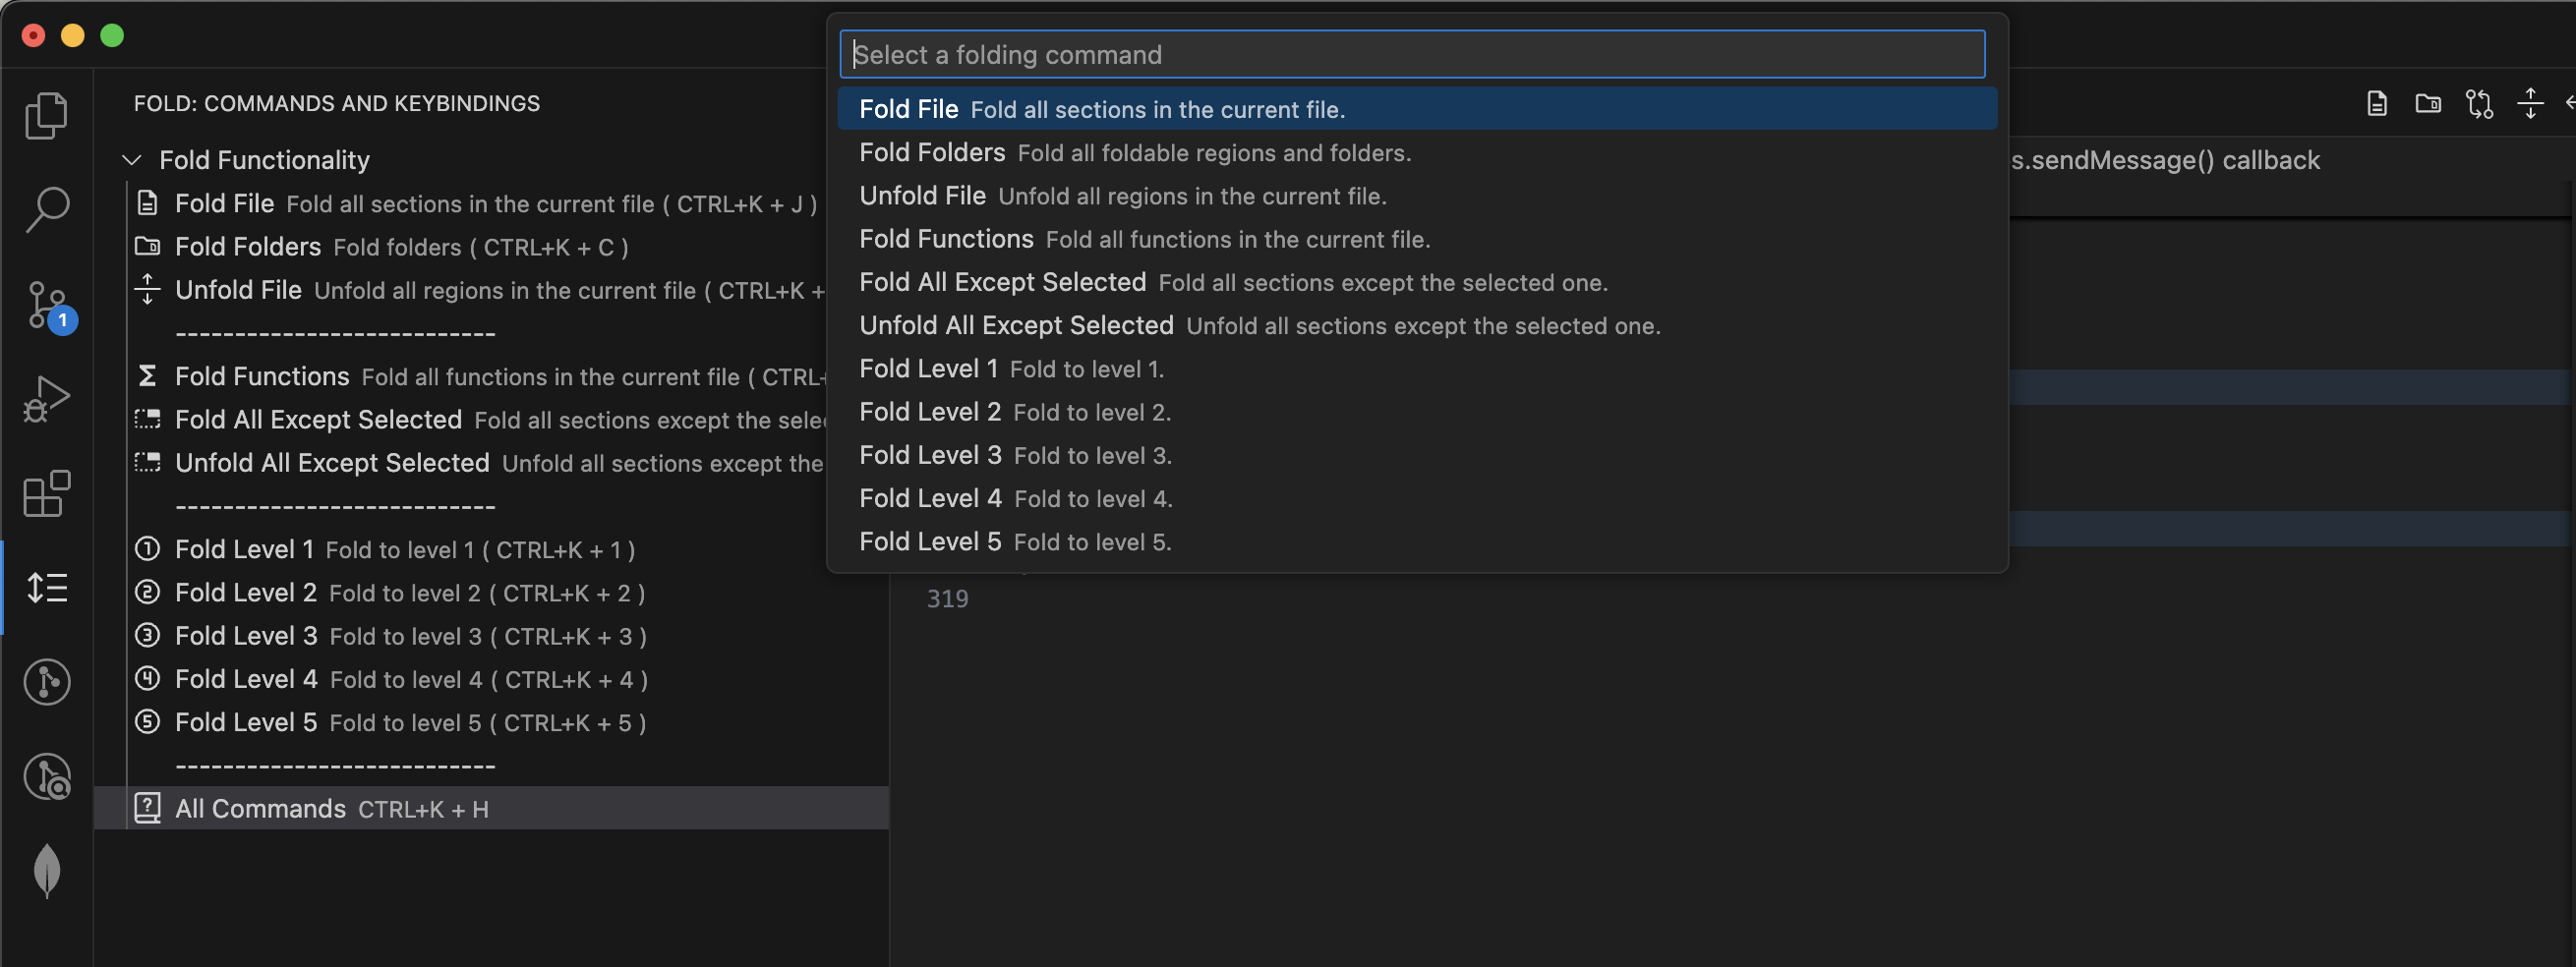 Select a folding command
FOLD: COMMANDS AND KEYBINDINGS
Fold Functionality
Fold File Fold all sections in the current file ( CTRL+K + J )
Fold Folders Fold folders ( CTRL+K + C )
Unfold File Unfold all regions in the current file ( CTRL+K +
--------------------------
Fold Functions Fold all functions in the current file ( CTRL+
Fold All Except Selected Fold all sections except the
Unfold All Except Selected Unfold all sections except the
--------------------------
Fold Level 1 Fold to level 1 ( CTRL+K + 1 )
Fold Level 2 Fold to level 2 ( CTRL+K + 2 )
Fold Level 3 Fold to level 3 ( CTRL+K + 3 )
Fold Level 4 Fold to level 4 ( CTRL+K + 4 )
Fold Level 5 Fold to level 5 ( CTRL+K + 5 )
--------------------------
All Commands CTRL+K + H
1
Fold File Fold all sections in the current file.
Fold Folders Fold all foldable regions and folders.
Unfold File Unfold all regions in the current file.
Fold Functions Fold all functions in the current file.
Fold All Except Selected Fold all sections except the selected one.
Unfold All Except Selected Unfold all sections except the selected one.
Fold Level 1 Fold to level 1.
Fold Level 2 Fold to level 2.
Fold Level 3 Fold to level 3.
Fold Level 4 Fold to level 4.
Fold Level 5 Fold to level 5.
s.sendMessage() callback
319